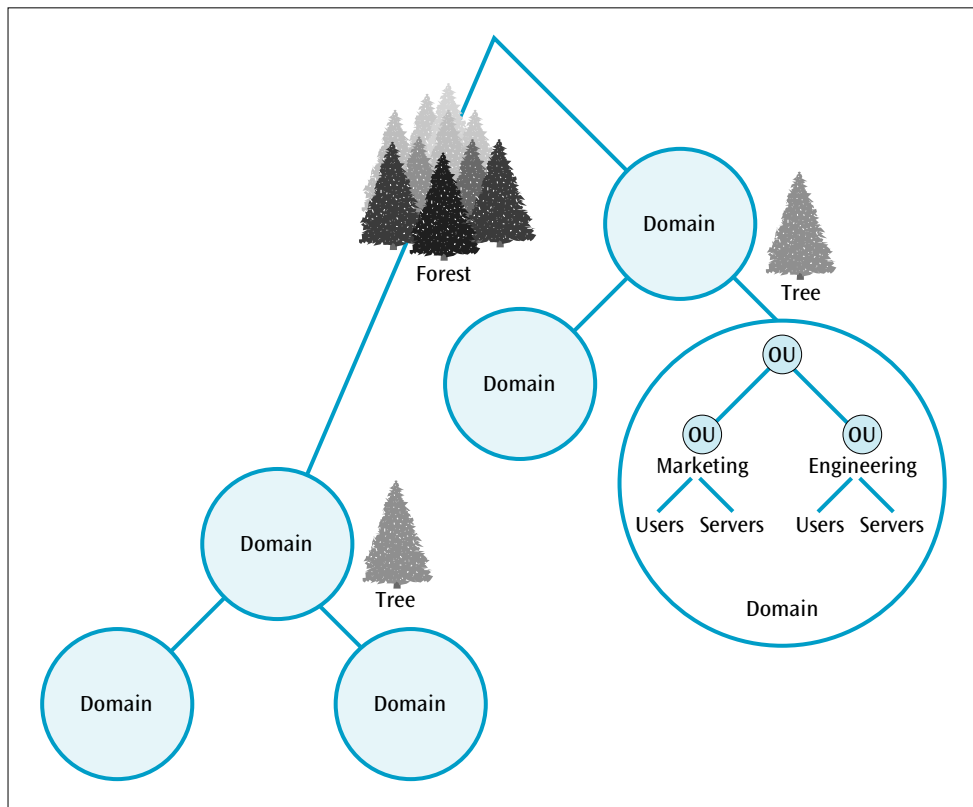 Domain
Forest
Tree
Domain
OU
OU
OU
Marketing
Engineering
Users
Servers
Users
Servers
Domain
Domain
Tree
Domain
Domain